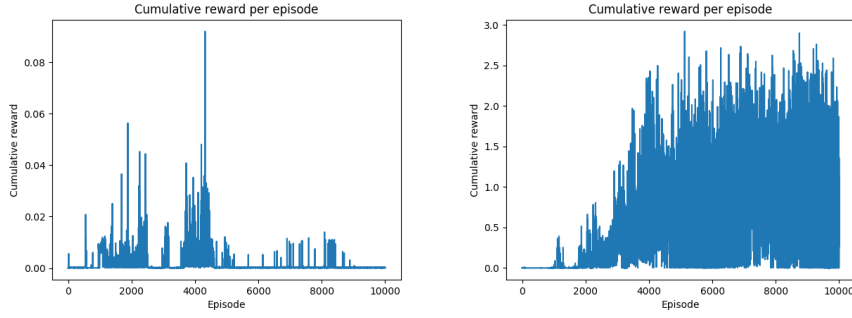 Cumulative reward per episode
Cumulative reward
0.08
0.06
0.04
0.02
0.00
0 2000 4000 6000 8000 10000
Episode
Cumulative reward per episode
Cumulative reward
3.0
2.5
2.0
1.5
1.0
0.5
0.0
0 2000 4000 6000 8000 10000
Episode